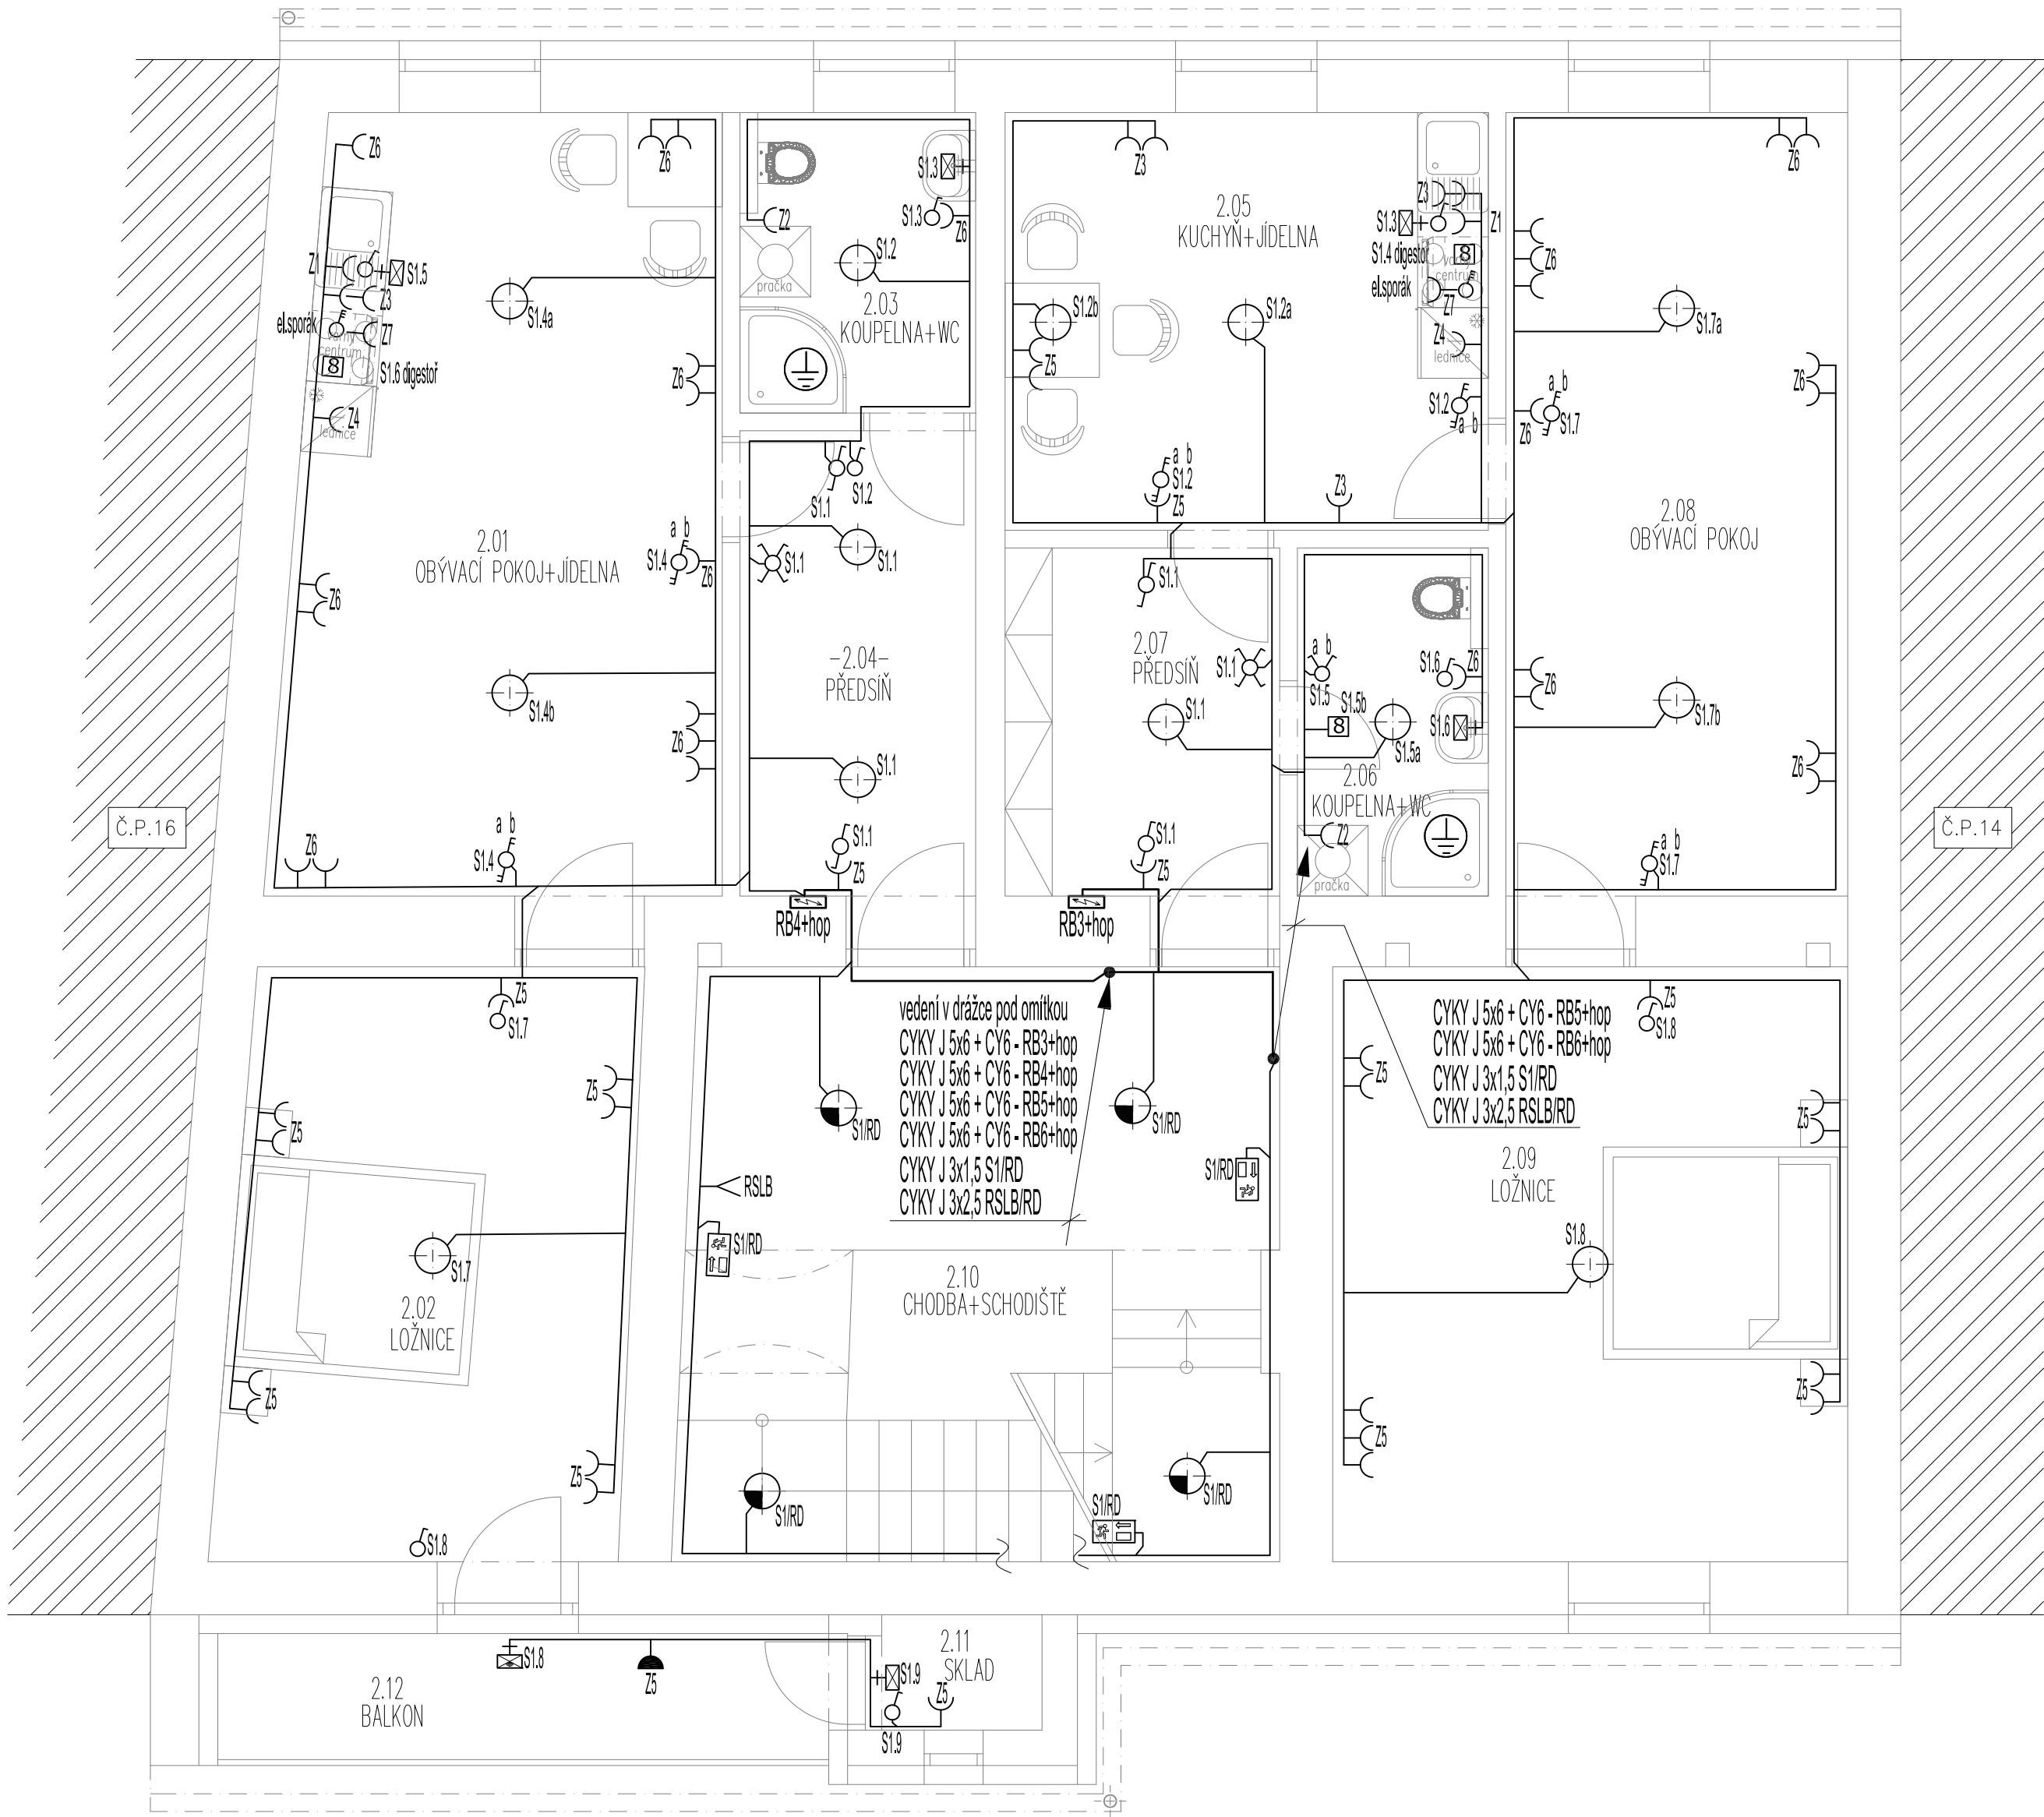 Z6
Z6
Z1
S1.5
Z3
el.sporák
Z7
varný
centrum
8
S1.6 digestoř
Z4
lednice
S1.4a
Z6
2.01
OBÝVACÍ POKOJ+JÍDELNA
a b
S1.4
Z6
Z6
S1.4b
Z6
Z6
a b
S1.4
Č.P.16
Z2
S1.3
S1.3
Z6
S1.2
pračka
2.03
KOUPELNA+WC
S1.1
S1.2
S1.1
S1.1
-2.04-
PŘEDSÍŇ
S1.1
S1.1
Z5
RB4+hop
Z3
2.05
KUCHYŇ+JÍDELNA
S1.2b
Z5
S1.2a
Z3
Z1
S1.3
S1.4 digestoř
8
centrum
el.sporák
Z7
Z4
lednice
S1.2
a b
a b
S1.2
Z5
Z3
S1.1
2.07
PŘEDSÍŇ
S1.1
S1.1
S1.1
Z5
RB3+hop
a b
S1.5
S1.5b
8
S1.6
Z6
S1.6
S1.5a
2.06
KOUPELNA+WC
Z2
pračka
Z6
Z6
S1.7a
a b
S1.7
Z6
Z6
2.08
OBÝVACÍ POKOJ
Z6
S1.7b
Z6
a b
S1.7
Č.P.14
Z5
S1.7
Z5
Z5
S1.7
2.02
LOŽNICE
Z5
Z5
S1.8
vedení v drážce pod omítkou
CYKY J 5x6 + CY6 - RB3+hop
CYKY J 5x6 + CY6 - RB4+hop
CYKY J 5x6 + CY6 - RB5+hop
CYKY J 5x6 + CY6 - RB6+hop
CYKY J 3x1,5 S1/RD
CYKY J 3x2,5 RSLB/RD
S1/RD
S1/RD
S1/RD
RSLB
S1/RD
2.10
CHODBA+SCHODIŠTĚ
S1/RD
S1/RD
S1/RD
CYKY J 5x6 + CY6 - RB5+hop
CYKY J 5x6 + CY6 - RB6+hop
CYKY J 3x1,5 S1/RD
CYKY J 3x2,5 RSLB/RD
Z5
S1.8
Z5
Z5
2.09
LOŽNICE
S1.8
Z5
Z5
S1.8
Z5
2.12
BALKON
2.11
SKLAD
S1.9
Z5
S1.9